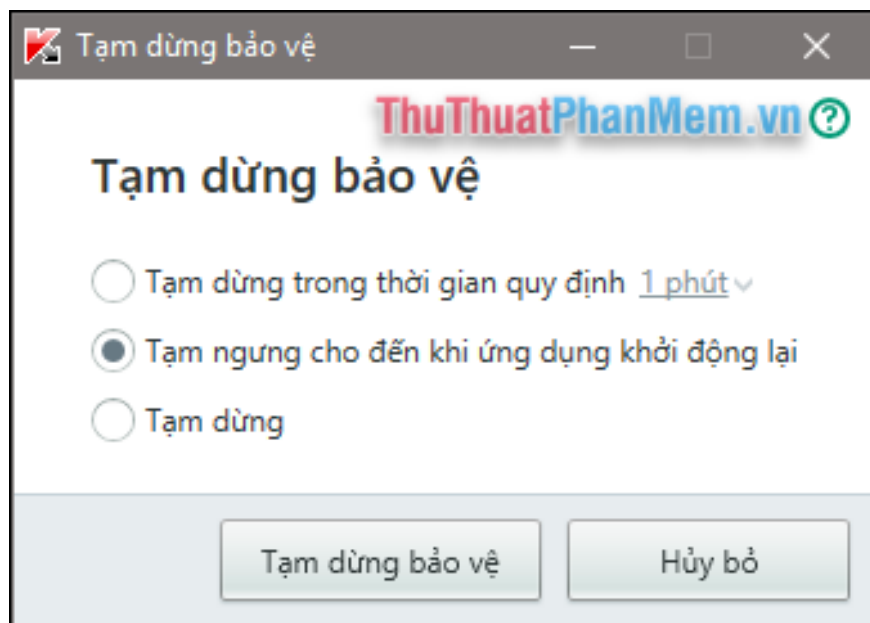 Tạm dừng bảo vệ
ThuThuatPhanMem.vn
Tạm dừng bảo vệ
Tạm dừng trong thời gian quy định 1 phút
Tạm ngưng cho đến khi ứng dụng khởi động lại
Tạm dừng
Tạm dừng bảo vệ Hủy bỏ